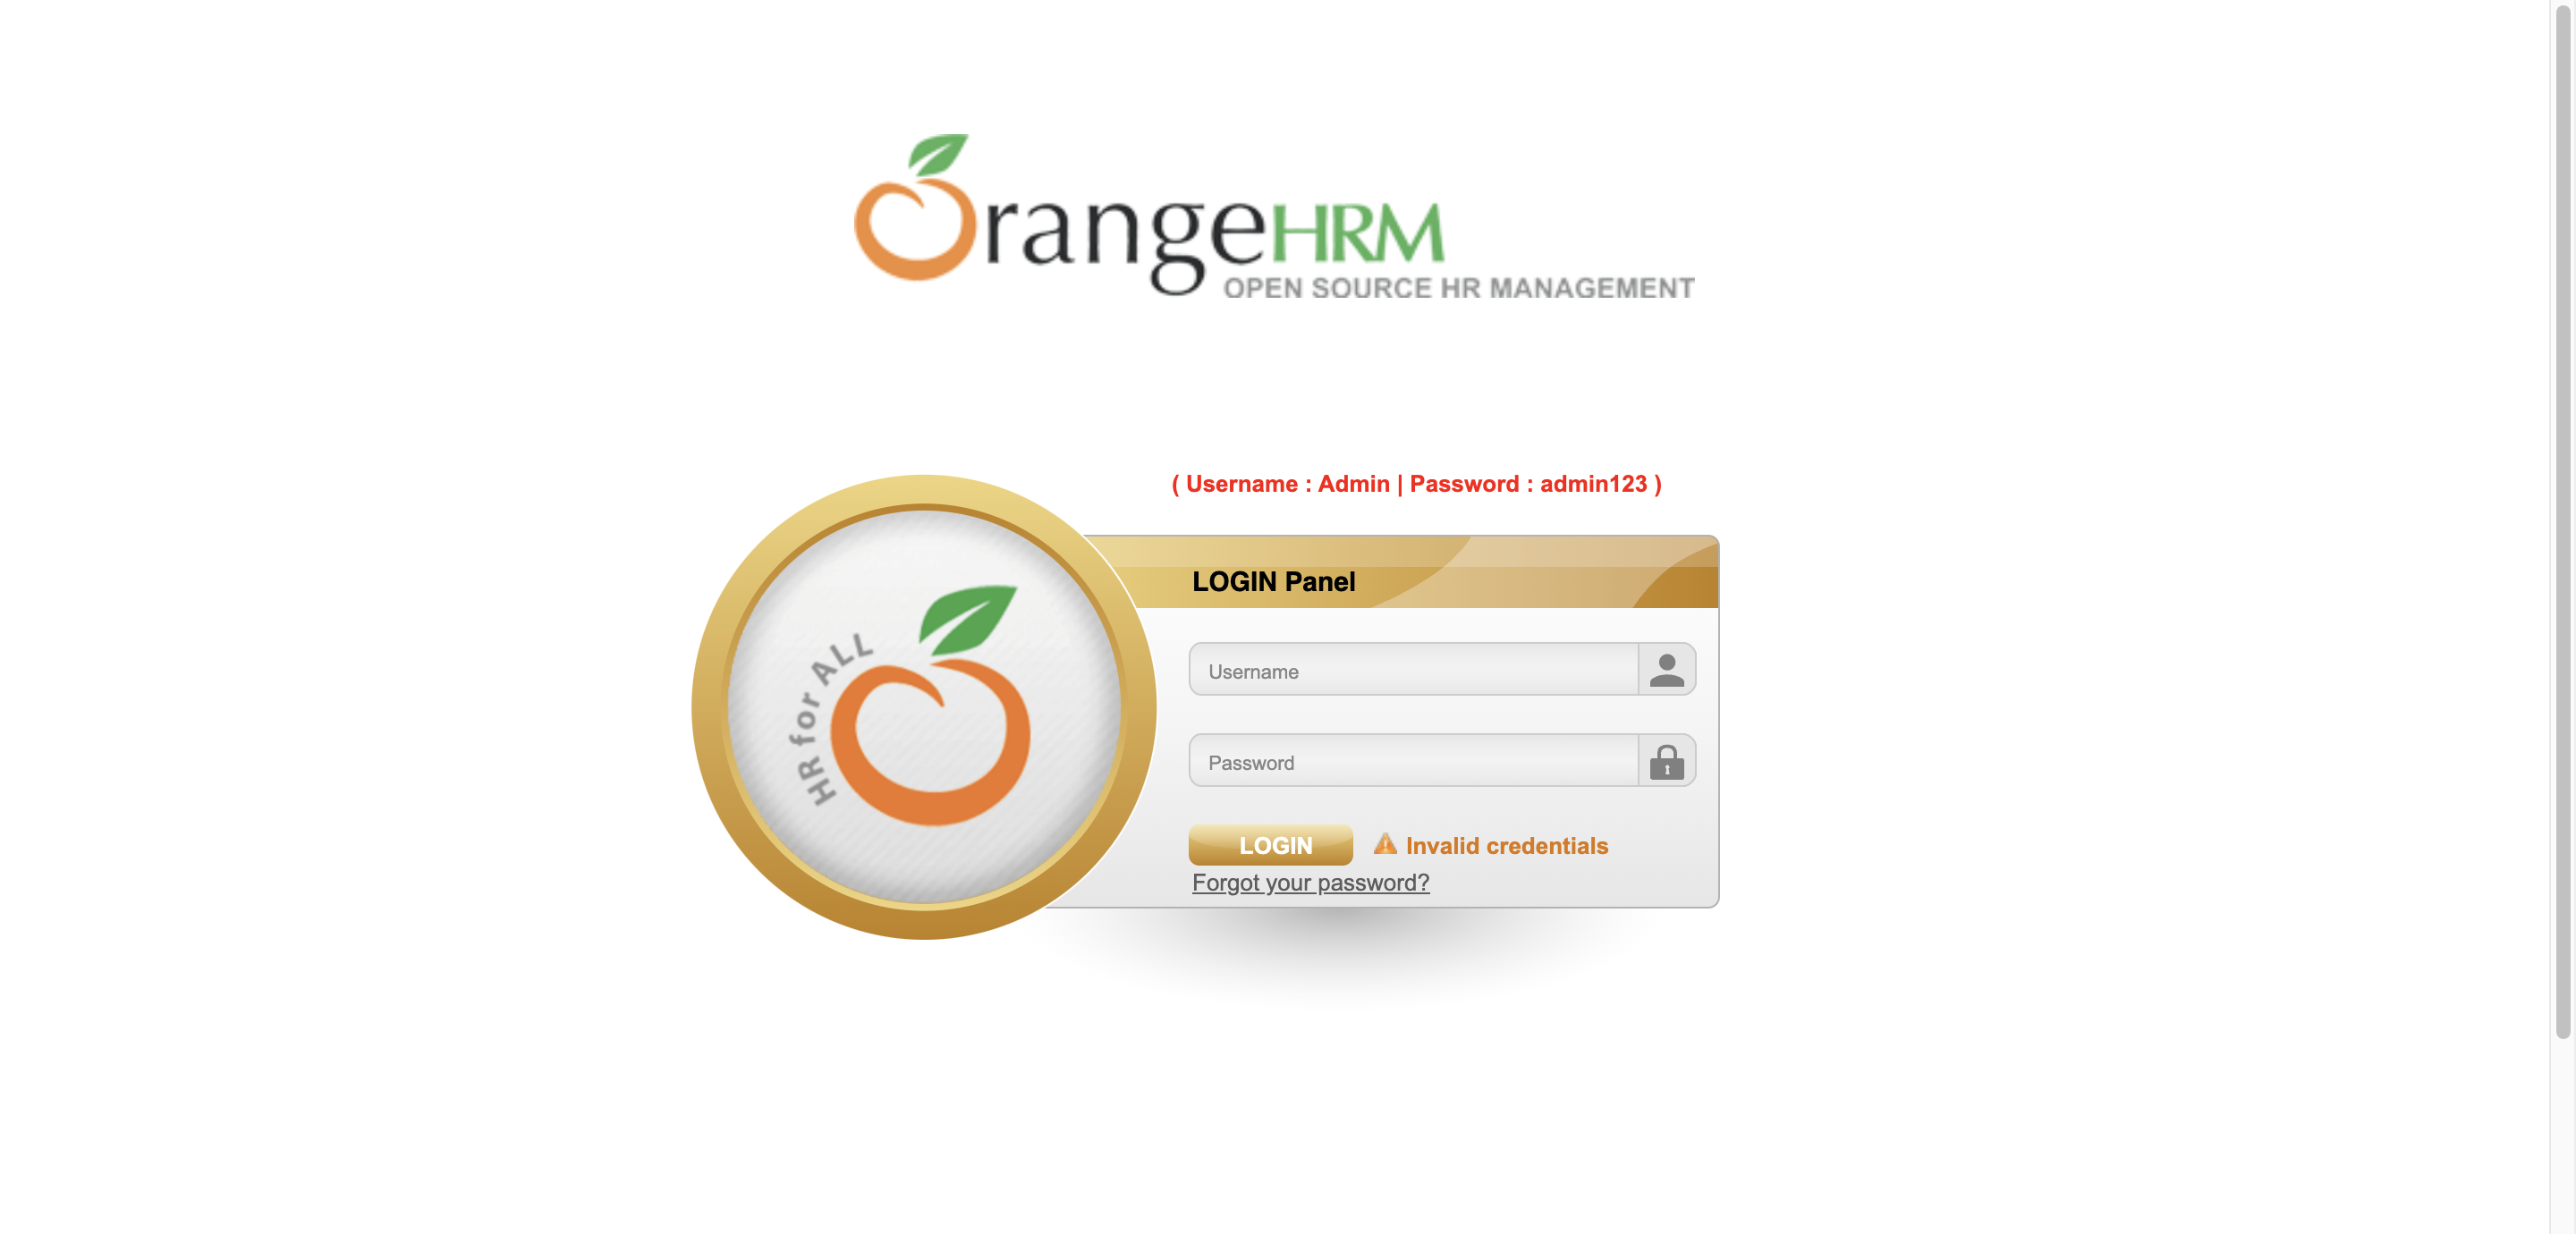 OrangeHRM
OPEN SOURCE HR MANAGEMENT
( Username : Admin | Password : admin123 )
HR for ALL
LOGIN Panel
Username
Password
LOGIN
Invalid credentials
Forgot your password?